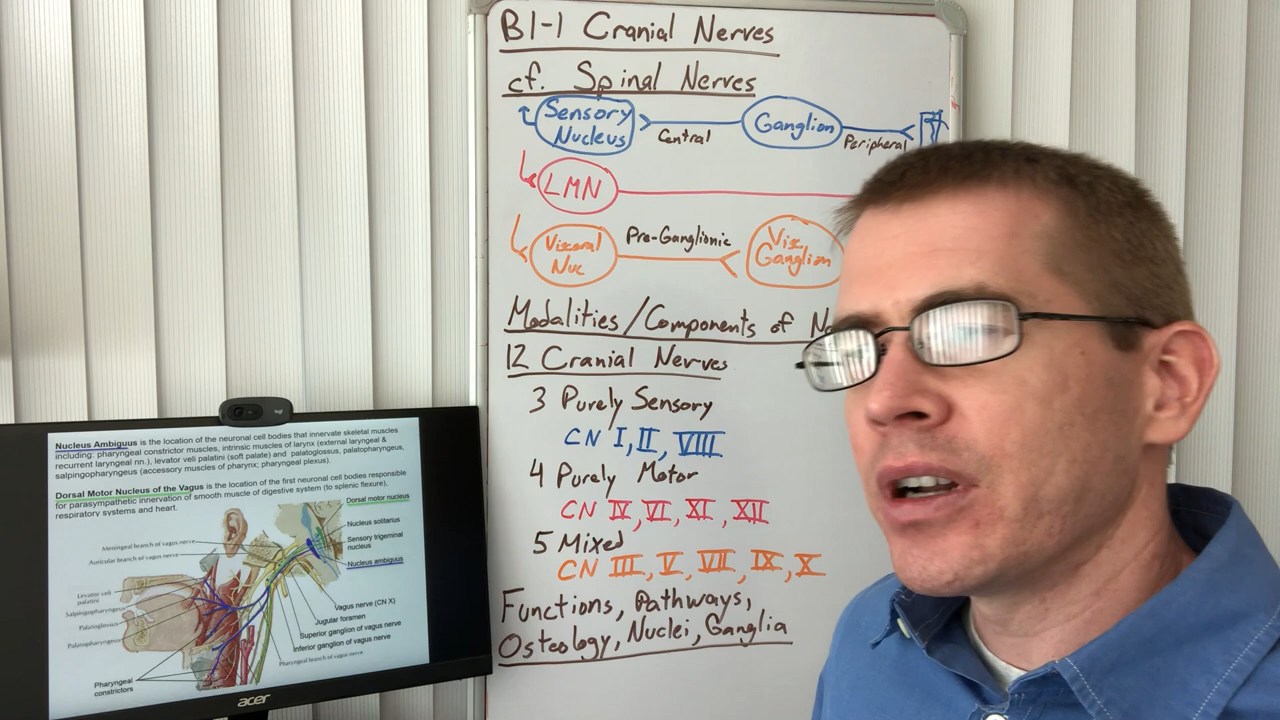 B1-1 Cranial Nerves
cf. Spinal Nerves
Sensory Nucleus
Central
Ganglion
Peripheral
LMN
Visceral Nuc
Pre-Ganglionic
Ganglion
Modalities/Components of
12 Cranial Nerves
3 Purely Sensory
CN I, II, VIII
4 Purely Motor
CN IV, VI, XI, XII
5 Mixed
CN III, V, VII, IX, X
Functions, Pathways,
Osteology, Nuclei, Ganglia
Nucleus Ambiguus is the location of the neuronal cell bodies that innervate skeletal muscles
including: pharyngeal constrictor muscles, intrinsic muscles of larynx (external laryngeal &
recurrent laryngeal nn.), levator veli palatini (soft palate) and palatoglossus, palatopharyngeus,
salpingopharyngeus (accessory muscles of pharynx; pharyngeal plexus).
Dorsal Motor Nucleus of the Vagus is the location of the first neuronal cell bodies responsible
for parasympathetic innervation of smooth muscle of digestive system (to splenic flexure),
respiratory systems and heart.
Dorsal motor nucleus
Nucleus solitarius
Sensory trigeminal
nucleus
Nucleus ambiguus
Meningeal branch of vagus nerve
Auricular branch of vagus nerve
Levator veli
palatini
Salpingopharyngeus
Palatoglossus
Palatopharyngeus
Vagus nerve (CN X)
Jugular foramen
Superior ganglion of vagus nerve
Inferior ganglion of vagus nerve
Pharyngeal branch of vagus nerve
Pharyngeal
constrictors
acer
logi